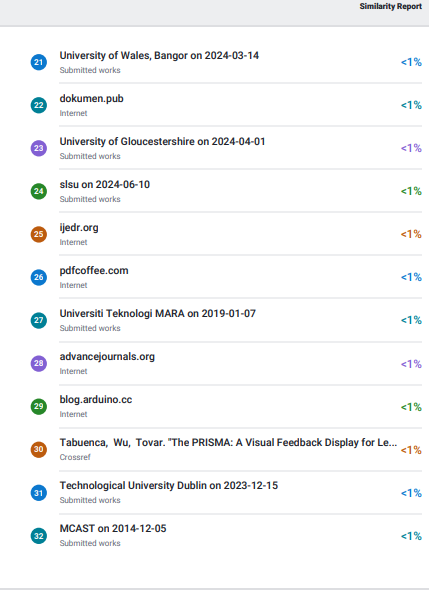 Similarity Report
21 University of Wales, Bangor on 2024-03-14 <1%
Submitted works
22 dokumen.pub <1%
Internet
23 University of Gloucestershire on 2024-04-01 <1%
Submitted works
24 slsu on 2024-06-10 <1%
Submitted works
25 ijedr.org <1%
Internet
26 pdfcoffee.com <1%
Internet
27 Universiti Teknologi MARA on 2019-01-07 <1%
Submitted works
28 advancejournals.org <1%
Internet
29 blog.arduino.cc <1%
Internet
30 Tabuenca, Wu, Tovar. "The PRISMA: A Visual Feedback Display for Le... <1%
Crossref
31 Technological University Dublin on 2023-12-15 <1%
Submitted works
32 MCAST on 2014-12-05 <1%
Submitted works